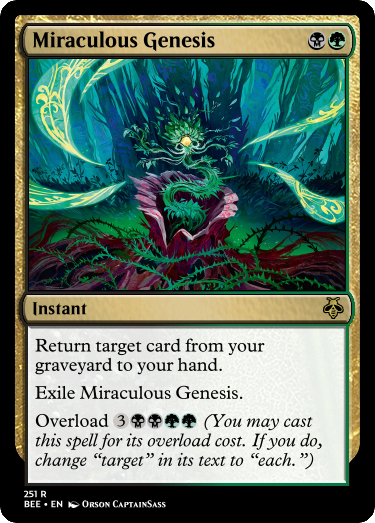 Miraculous Genesis
Instant
Return target card from your
graveyard to your hand.
Exile Miraculous Genesis.
Overload 3 (You may cast
this spell for its overload cost. If you do,
change “target” in its text to “each.”)
251 R
BEE • EN Orson CaptainSass